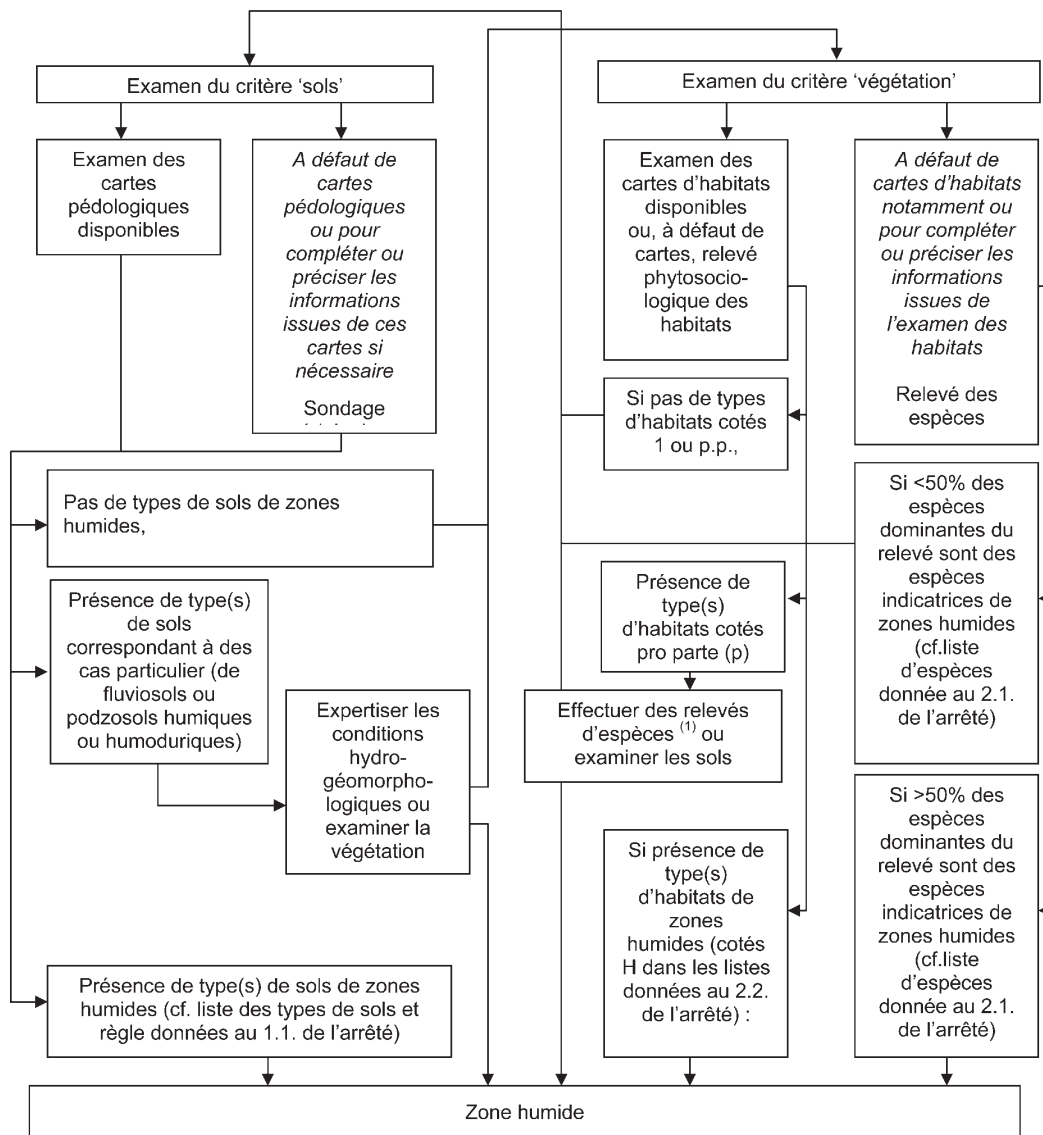 Examen du critère ‘sols’
Examen du critère ‘végétation’
Examen des
cartes
pédologiques
disponibles
A défaut de
cartes
pédologiques
ou pour
compléter ou
préciser les
informations
issues de ces
cartes si
nécessaire
Sondage
Examen des
cartes d’habitats
disponibles
ou, à défaut de
cartes, relevé
phytosocio-
logique des
habitats
A défaut de
cartes d’habitats
notamment ou
pour compléter
ou préciser les
informations
issues de
l’examen des
habitats
Relevé des
espèces
Si pas de types
d’habitats cotés
1 ou p.p.,
Pas de types de sols de zones
humides,
Si <50% des
espèces
dominantes du
relevé sont des
espèces
indicatrices de
zones humides
(cf.liste
d’espèces
donnée au 2.1.
de l’arrêté)
Présence de type(s)
de sols
correspondant à des
cas particulier (de
fluviosols ou
podzosols humiques
ou humoduriques)
Présence de
type(s)
d’habitats cotés
pro parte (p)
Expertiser les
conditions
hydro-
géomorpho-
logiques ou
examiner la
végétation
Effectuer des relevés
d’espèces (1) ou
examiner les sols
Si >50% des
espèces
dominantes du
relevé sont des
espèces
indicatrices de
zones humides
(cf.liste
d’espèces
donnée au 2.1.
de l’arrêté)
Si présence de
type(s)
d’habitats de
zones
humides (cotés
H dans les listes
données au 2.2.
de l’arrêté) :
Présence de type(s) de sols de zones
humides (cf. liste des types de sols et
règle données au 1.1. de l’arrêté)
Zone humide